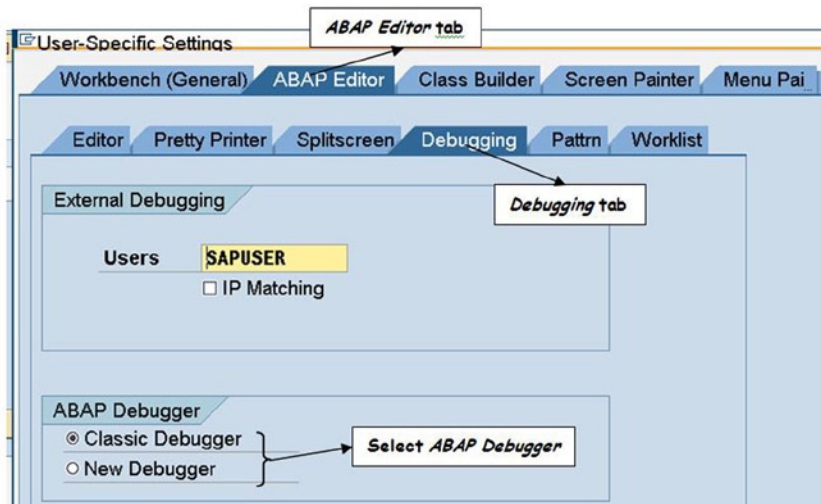 ABAP Editor tab
User-Specific Settings
Workbench (General) ABAP Editor Class Builder Screen Painter Menu Pai...
Editor Pretty Printer Splitscreen Debugging Pattrn Worklist
External Debugging
Debugging tab
Users SAPUSER
IP Matching
ABAP Debugger
Classic Debugger
Select ABAP Debugger
New Debugger